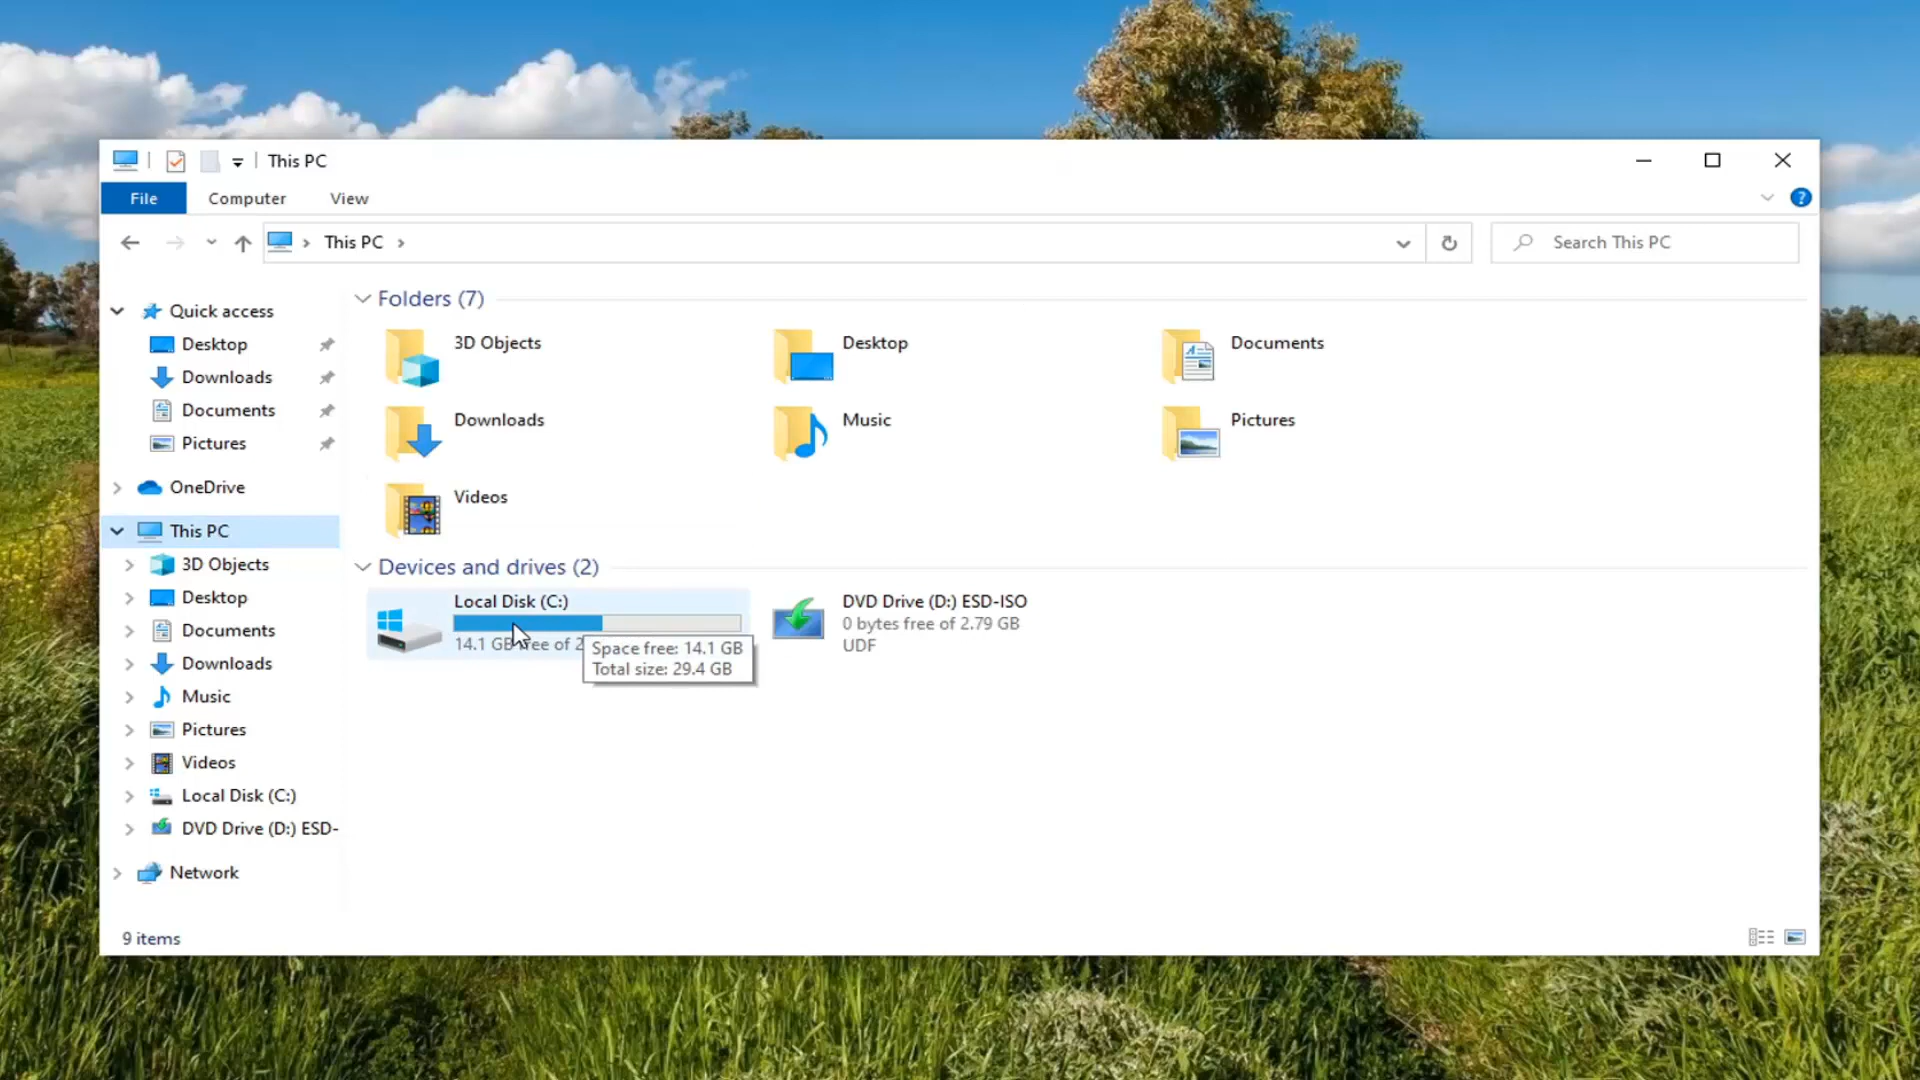 This PC
File
Computer
View
?
This PC
Search This PC
Quick access
Desktop
Downloads
Documents
Pictures
OneDrive
This PC
3D Objects
Desktop
Documents
Downloads
Music
Pictures
Videos
Local Disk (C:)
DVD Drive (D:) ESD-
Network
Folders (7)
3D Objects
Desktop
Documents
Downloads
Music
Pictures
Videos
Devices and drives (2)
Local Disk (C:)
14.1 GB free of 2
Space free: 14.1 GB
Total size: 29.4 GB
DVD Drive (D:) ESD-ISO
0 bytes free of 2.79 GB
UDF
9 items